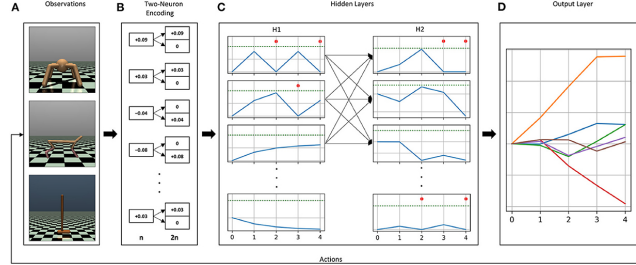 A
Observations
B
Two-Neuron
Encoding
C
Hidden Layers
D
Output Layer
H1
H2
+0.09
+0.09
0
+0.03
+0.03
0
-0.04
0
+0.04
-0.08
0
+0.08
+0.03
+0.03
0
n
2n
0 1 2 3 4
0 1 2 3 4
0 1 2 3 4
Actions